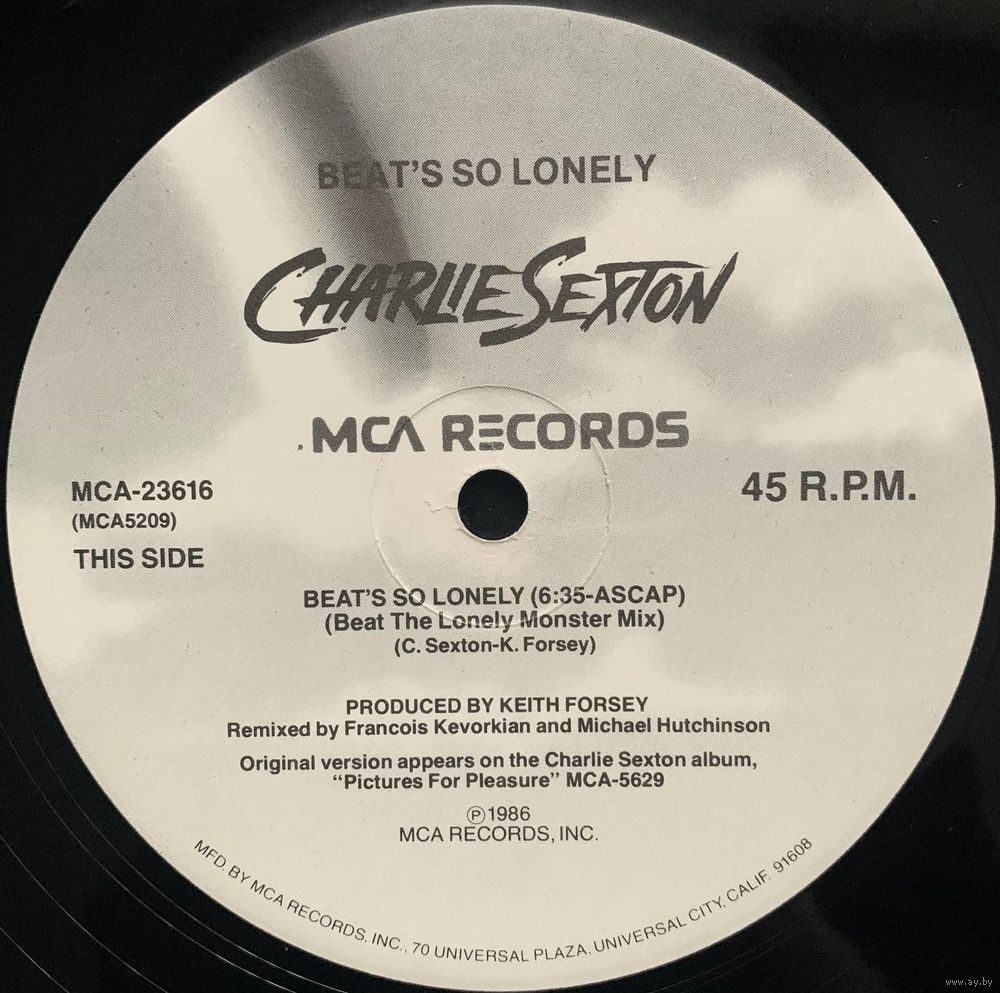 BEAT'S SO LONELY
CHARLIE SEXTON
MCA RECORDS
MCA-23616
(MCA5209)
THIS SIDE
45 R.P.M.
BEAT'S SO LONELY (6:35-ASCAP)
(Beat The Lonely Monster Mix)
(C. Sexton-K. Forsey)
PRODUCED BY KEITH FORSEY
Remixed by Francois Kevorkian and Michael Hutchinson
Original version appears on the Charlie Sexton album,
“Pictures For Pleasure” MCA-5629
℗1986
MCA RECORDS, INC.
MFD. BY MCA RECORDS, INC., 70 UNIVERSAL PLAZA. UNIVERSAL CITY, CALIF. 91608
www.ay.by